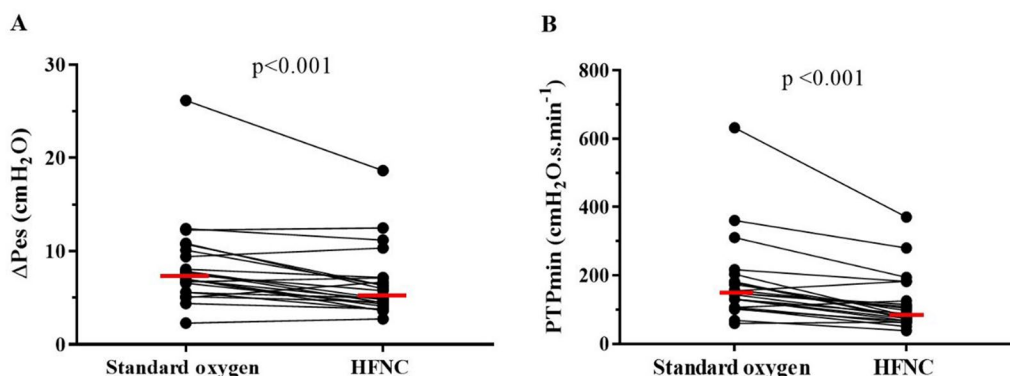 A
p<0.001
ΔPes (cmH₂O)
30
20
10
0
Standard oxygen
HFNC
B
p <0.001
PTPmin (cmH₂O.s.min⁻¹)
800
600
400
200
0
Standard oxygen
HFNC